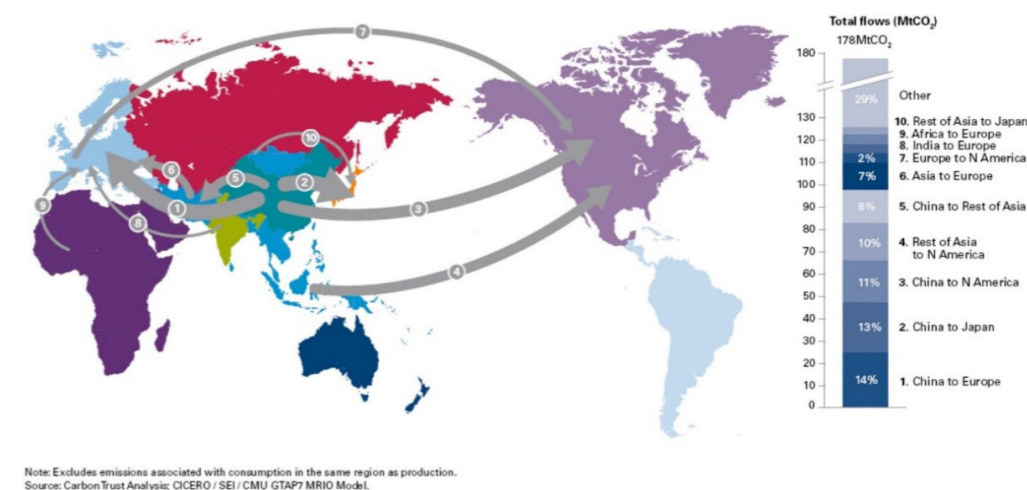 Total flows (MtCO₂)
178MtCO₂
180
130
120
110
100
90
80
70
60
50
40
30
20
10
0
29%
2%
7%
8%
10%
11%
13%
14%
Other
10. Rest of Asia to Japan
9. Africa to Europe
8. India to Europe
7. Europe to N America
6. Asia to Europe
5. China to Rest of Asia
4. Rest of Asia
to N America
3. China to N America
2. China to Japan
1. China to Europe
7
10
6
5
2
1
3
9
8
4
Note: Excludes emissions associated with consumption in the same region as production.
Source: Carbon Trust Analysis; CICERO / SEI / CMU GTAP7 MRIO Model.